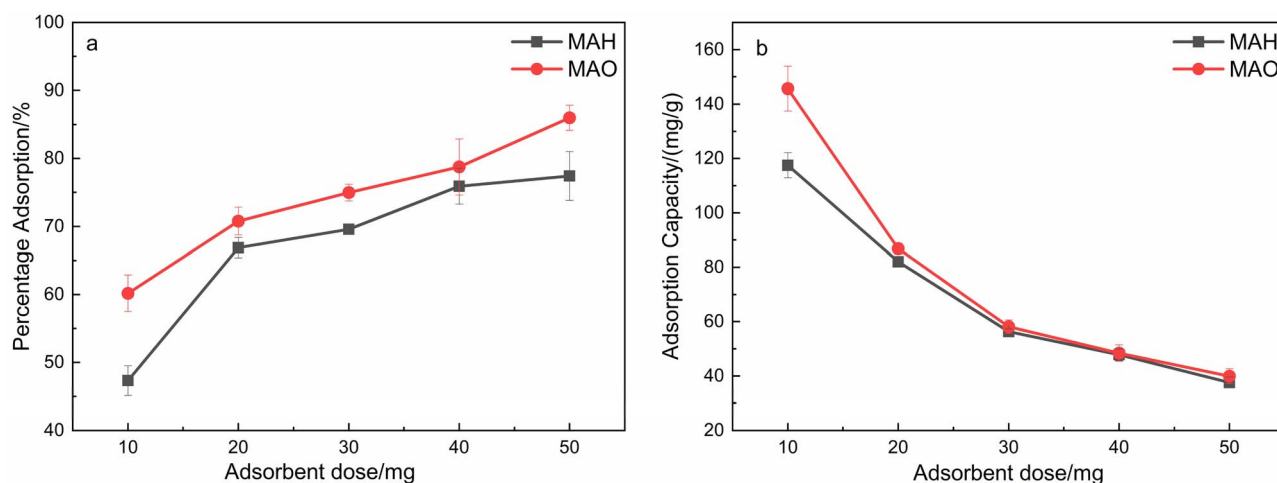 a
MAH
MAO
Percentage Adsorption/%
100
90
80
70
60
50
40
10 20 30 40 50
Adsorbent dose/mg
b
MAH
MAO
Adsorption Capacity/(mg/g)
160
140
120
100
80
60
40
20
10 20 30 40 50
Adsorbent dose/mg